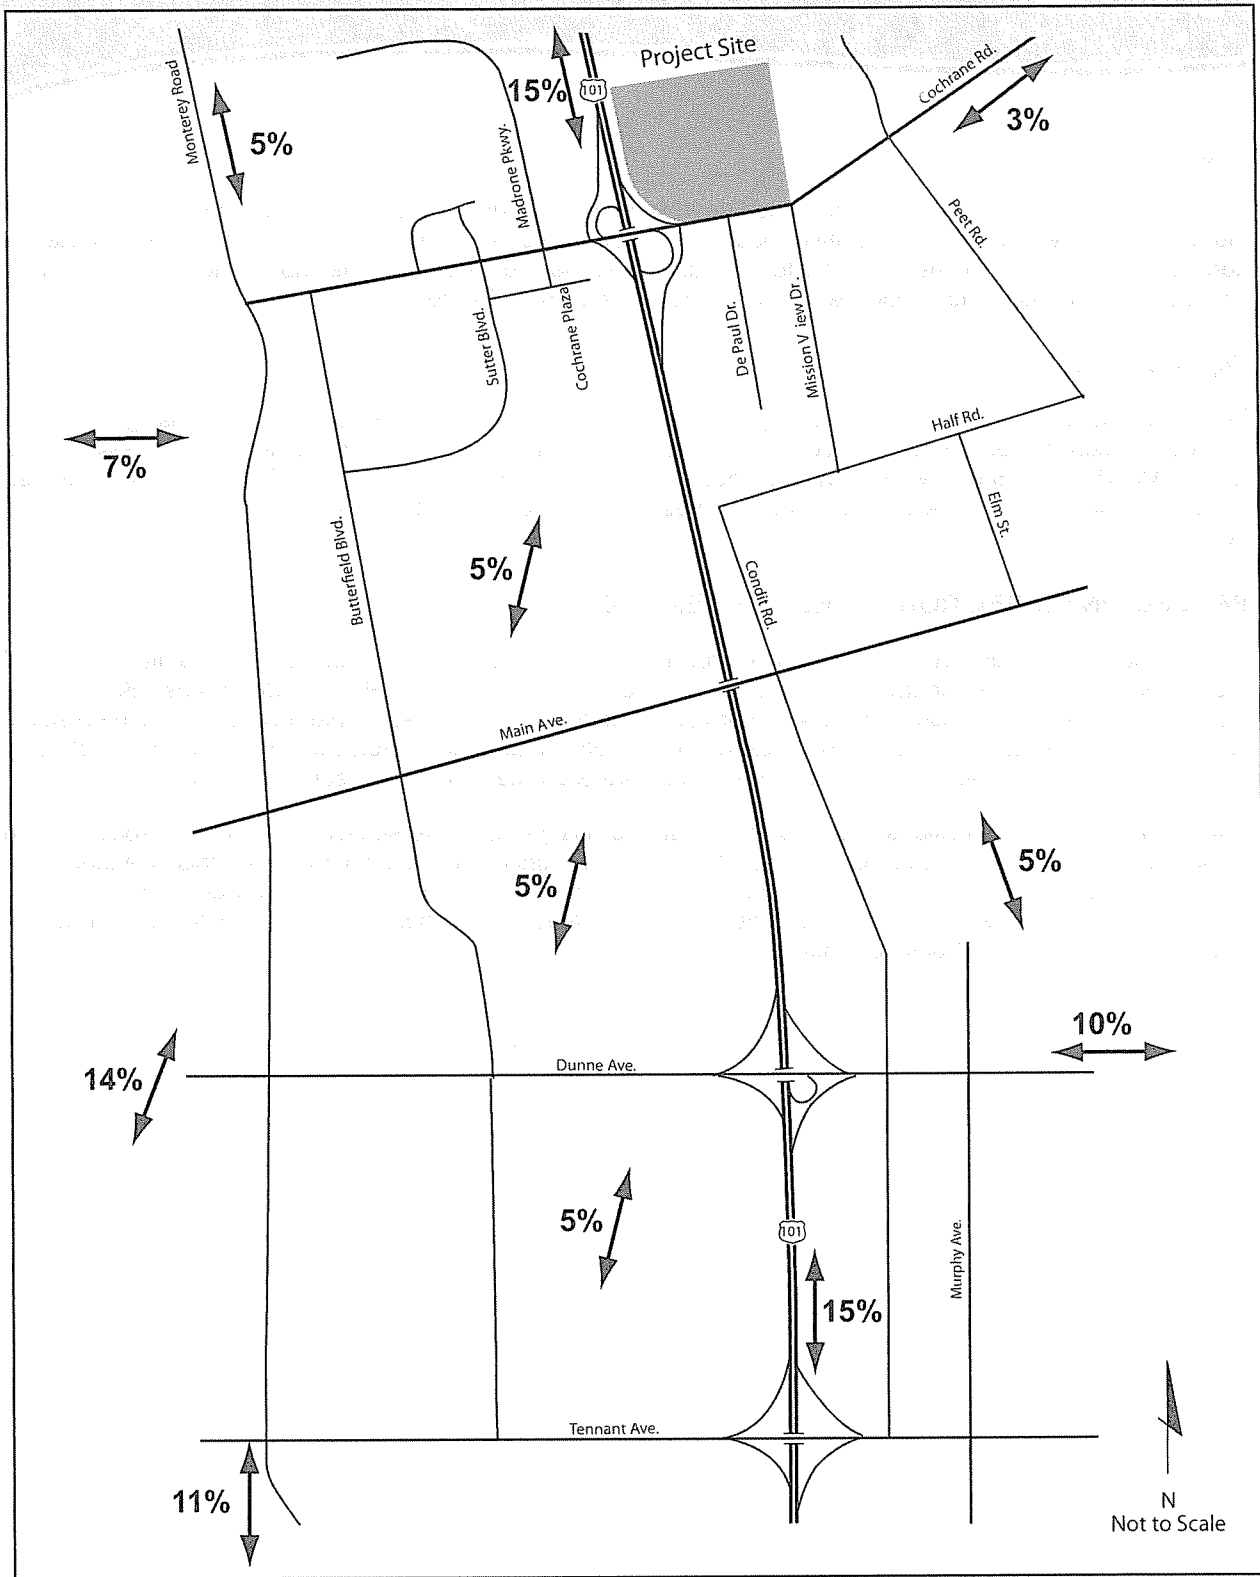 Project Site
Monterey Road
5%
Madrone Pkwy.
15%
101
Cochrane Rd.
3%
Peet Rd.
Sutter Blvd.
Cochrane Plaza
De Paul Dr.
Mission V iew Dr.
7%
Half Rd.
Elm St.
Butterfield Blvd.
5%
Condit Rd.
Main Ave.
5%
5%
10%
14%
Dunne Ave.
5%
101
15%
Murphy Ave.
Tennant Ave.
11%
N
Not to Scale